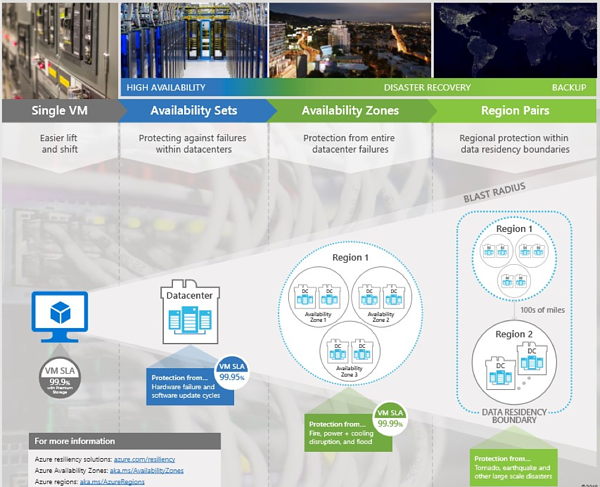 HIGH AVAILABILITY
DISASTER RECOVERY
BACKUP
Single VM
Availability Sets
Availability Zones
Region Pairs
Easier lift
and shift
Protecting against failures
within datacenters
Protection from entire
datacenter failures
Regional protection within
data residency boundaries
BLAST RADIUS
Datacenter
VM SLA
99.9%
with Premium
Storage
Protection from...
Hardware failure and
software update cycles
VM SLA
99.95%
Region 1
DC
DC
Availability
Zone 1
DC
DC
Availability
Zone 2
DC
DC
Availability
Zone 3
Protection from...
Fire, power + cooling
disruption, and flood
VM SLA
99.99%
Region 1
100s of miles
Region 2
DC
DC
DATA RESIDENCY
BOUNDARY
Protection from...
Tornado, earthquake and
other large scale disasters
For more information
Azure resiliency solutions: azure.com/resiliency
Azure Availability Zones: aka.ms/AvailabilityZones
Azure regions: aka.ms/AzureRegions